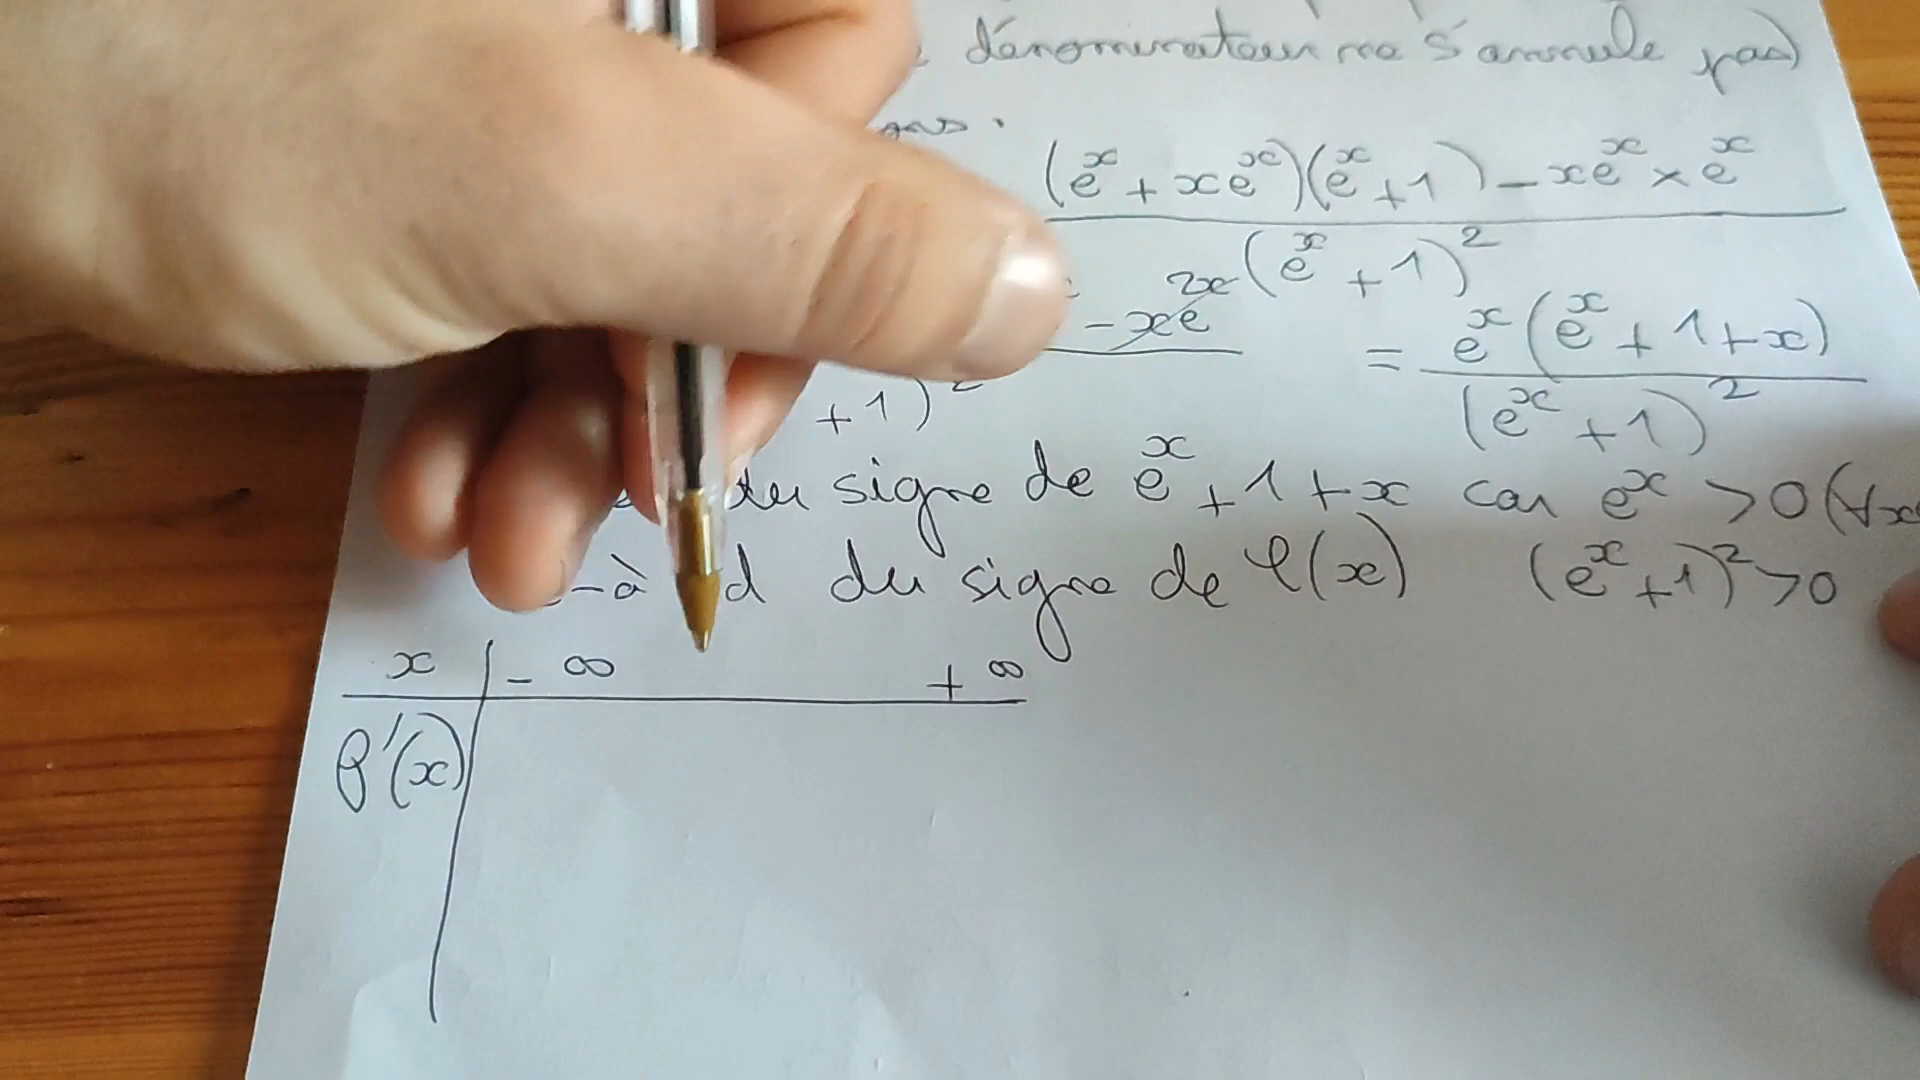 dénominateur ne s'annule pas)
(e^x + xe^x)(e^x + 1) - xe^x × e^x
(e^x + 1)^2
- xe^2x = e^x(e^x + 1 + x)
+ 1)^2 (e^x + 1)^2
du signe de e^x + 1 + x car e^x > 0 (∀x
-à d du signe de φ(x) (e^x + 1)^2 > 0
x - ∞ + ∞
f'(x)